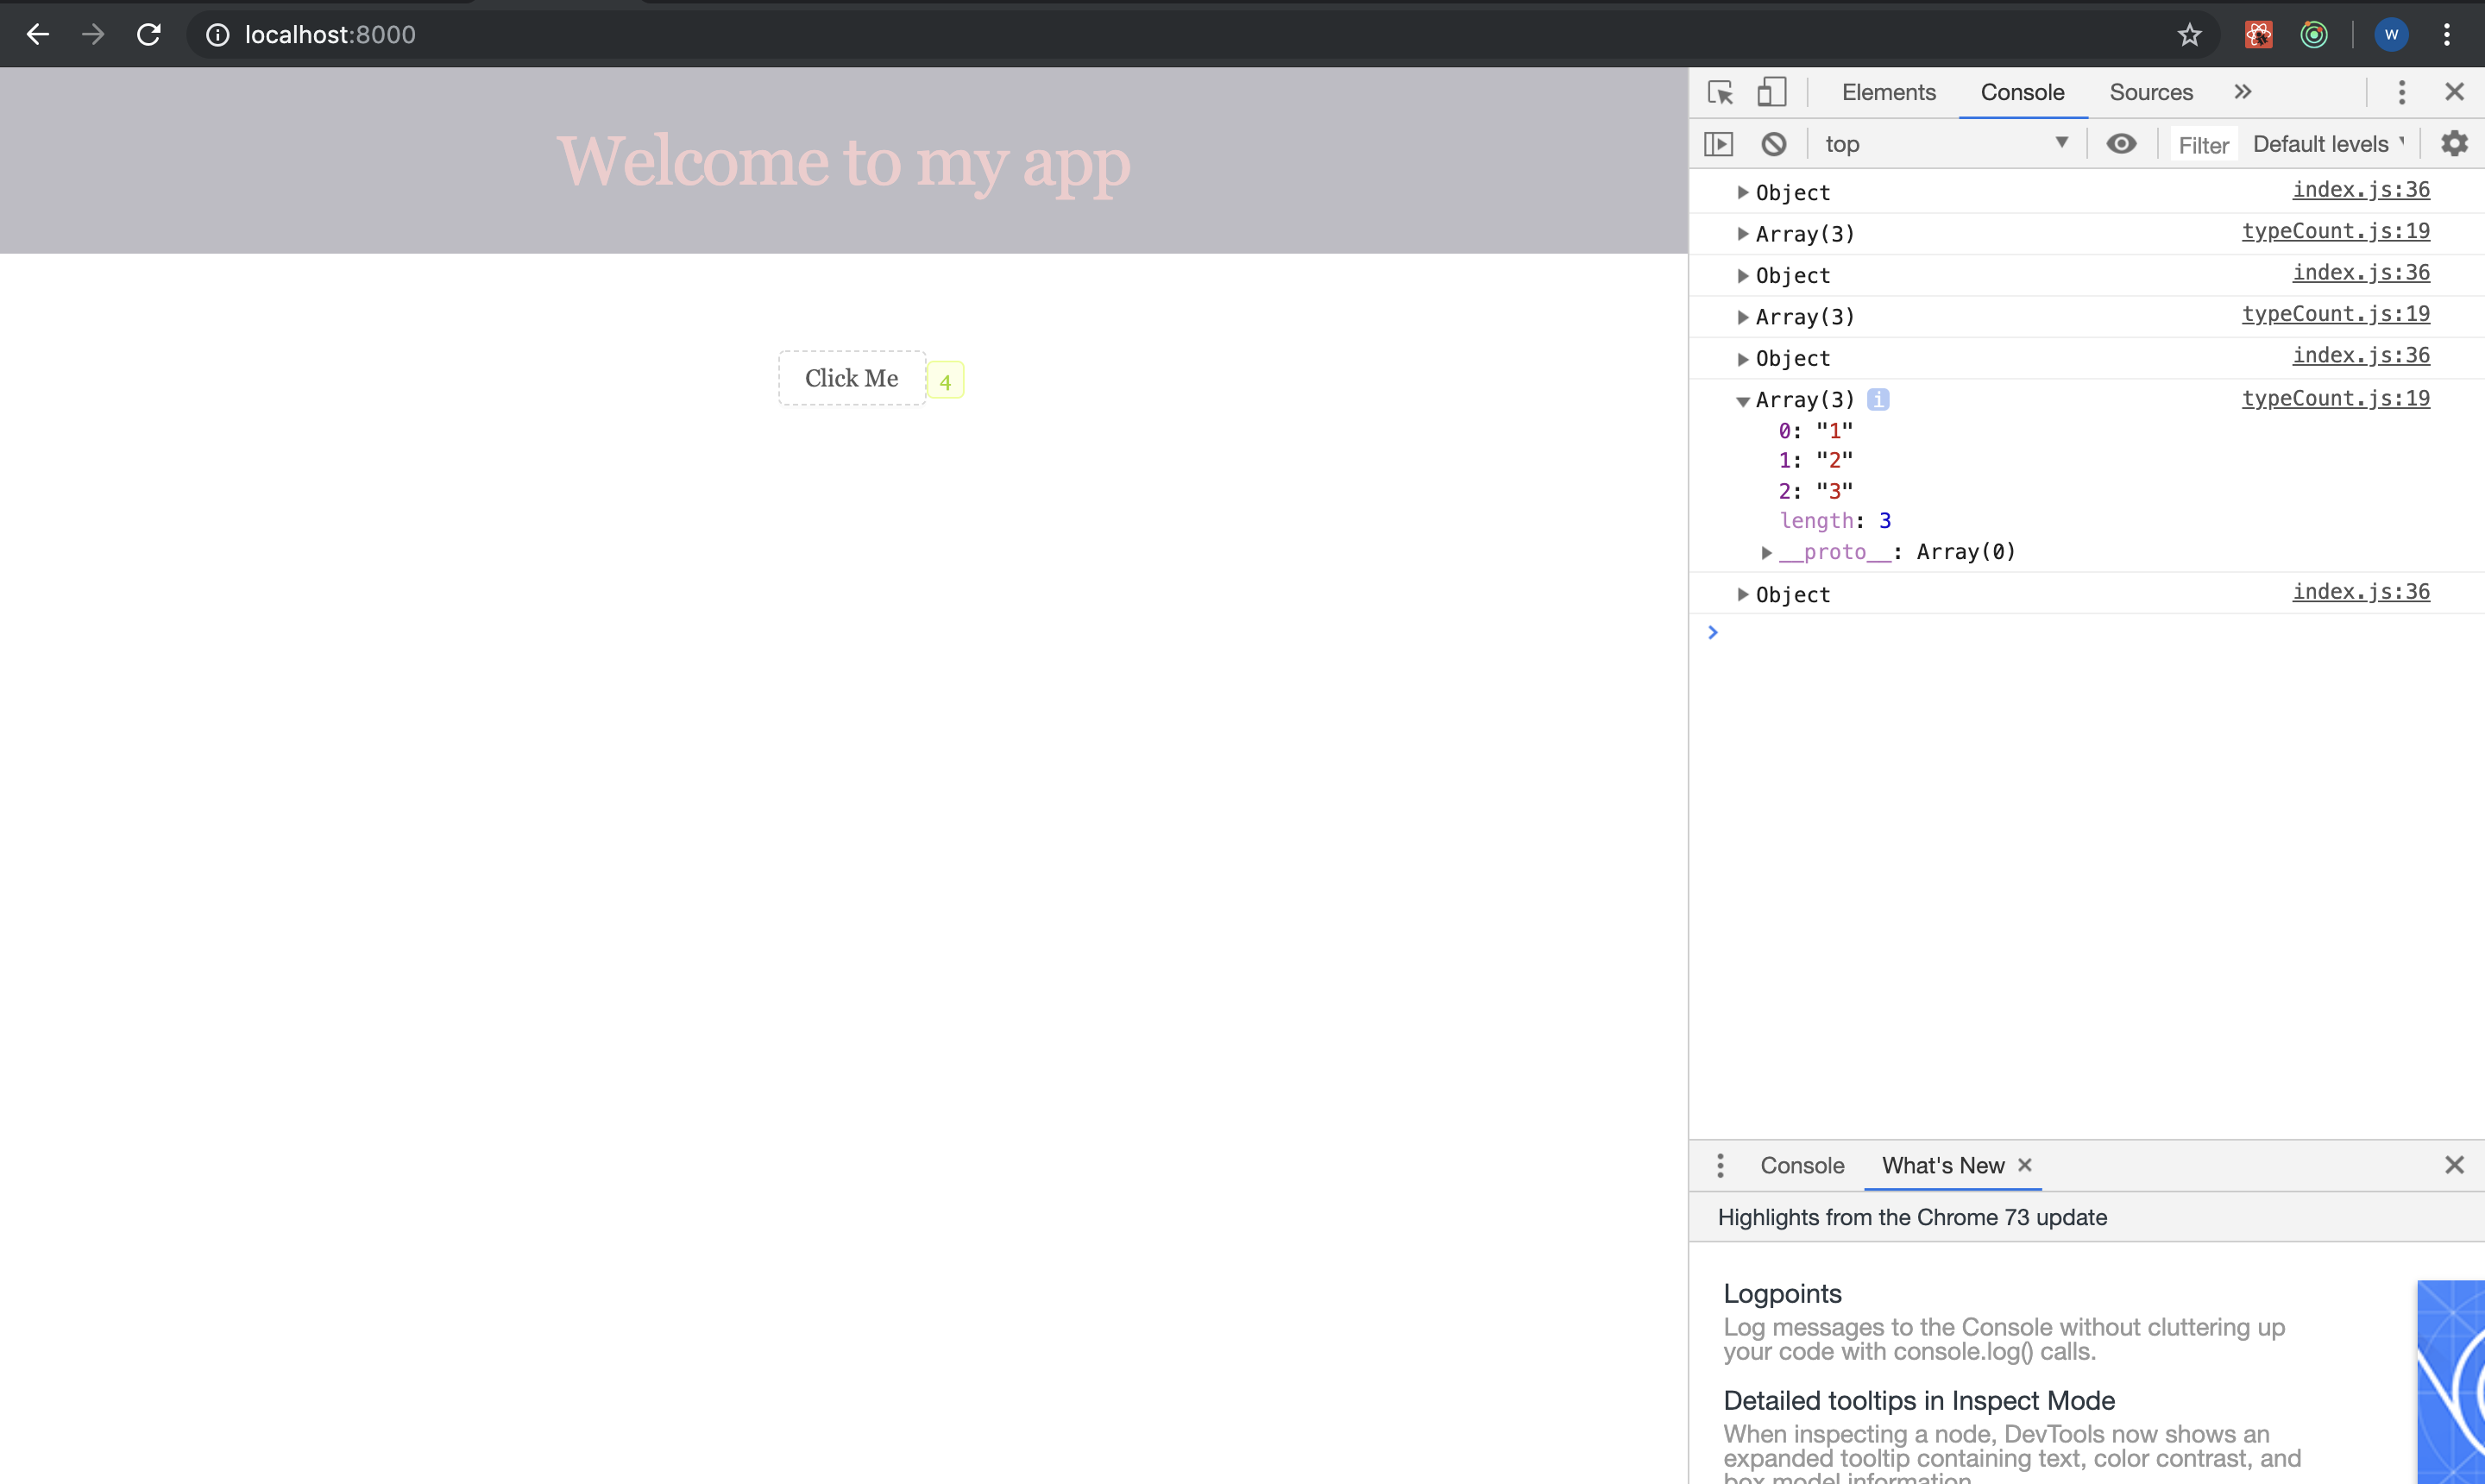 localhost:8000
W
Welcome to my app
Click Me
4
Elements Console Sources »
top Filter Default levels
Object index.js:36
Array(3) typeCount.js:19
Object index.js:36
Array(3) typeCount.js:19
Object index.js:36
Array(3) i typeCount.js:19
0: "1"
1: "2"
2: "3"
length: 3
__proto__: Array(0)
Object index.js:36
Console What's New
Highlights from the Chrome 73 update
Logpoints
Log messages to the Console without cluttering up
your code with console.log() calls.
Detailed tooltips in Inspect Mode
When inspecting a node, DevTools now shows an
expanded tooltip containing text, color contrast, and
box model information